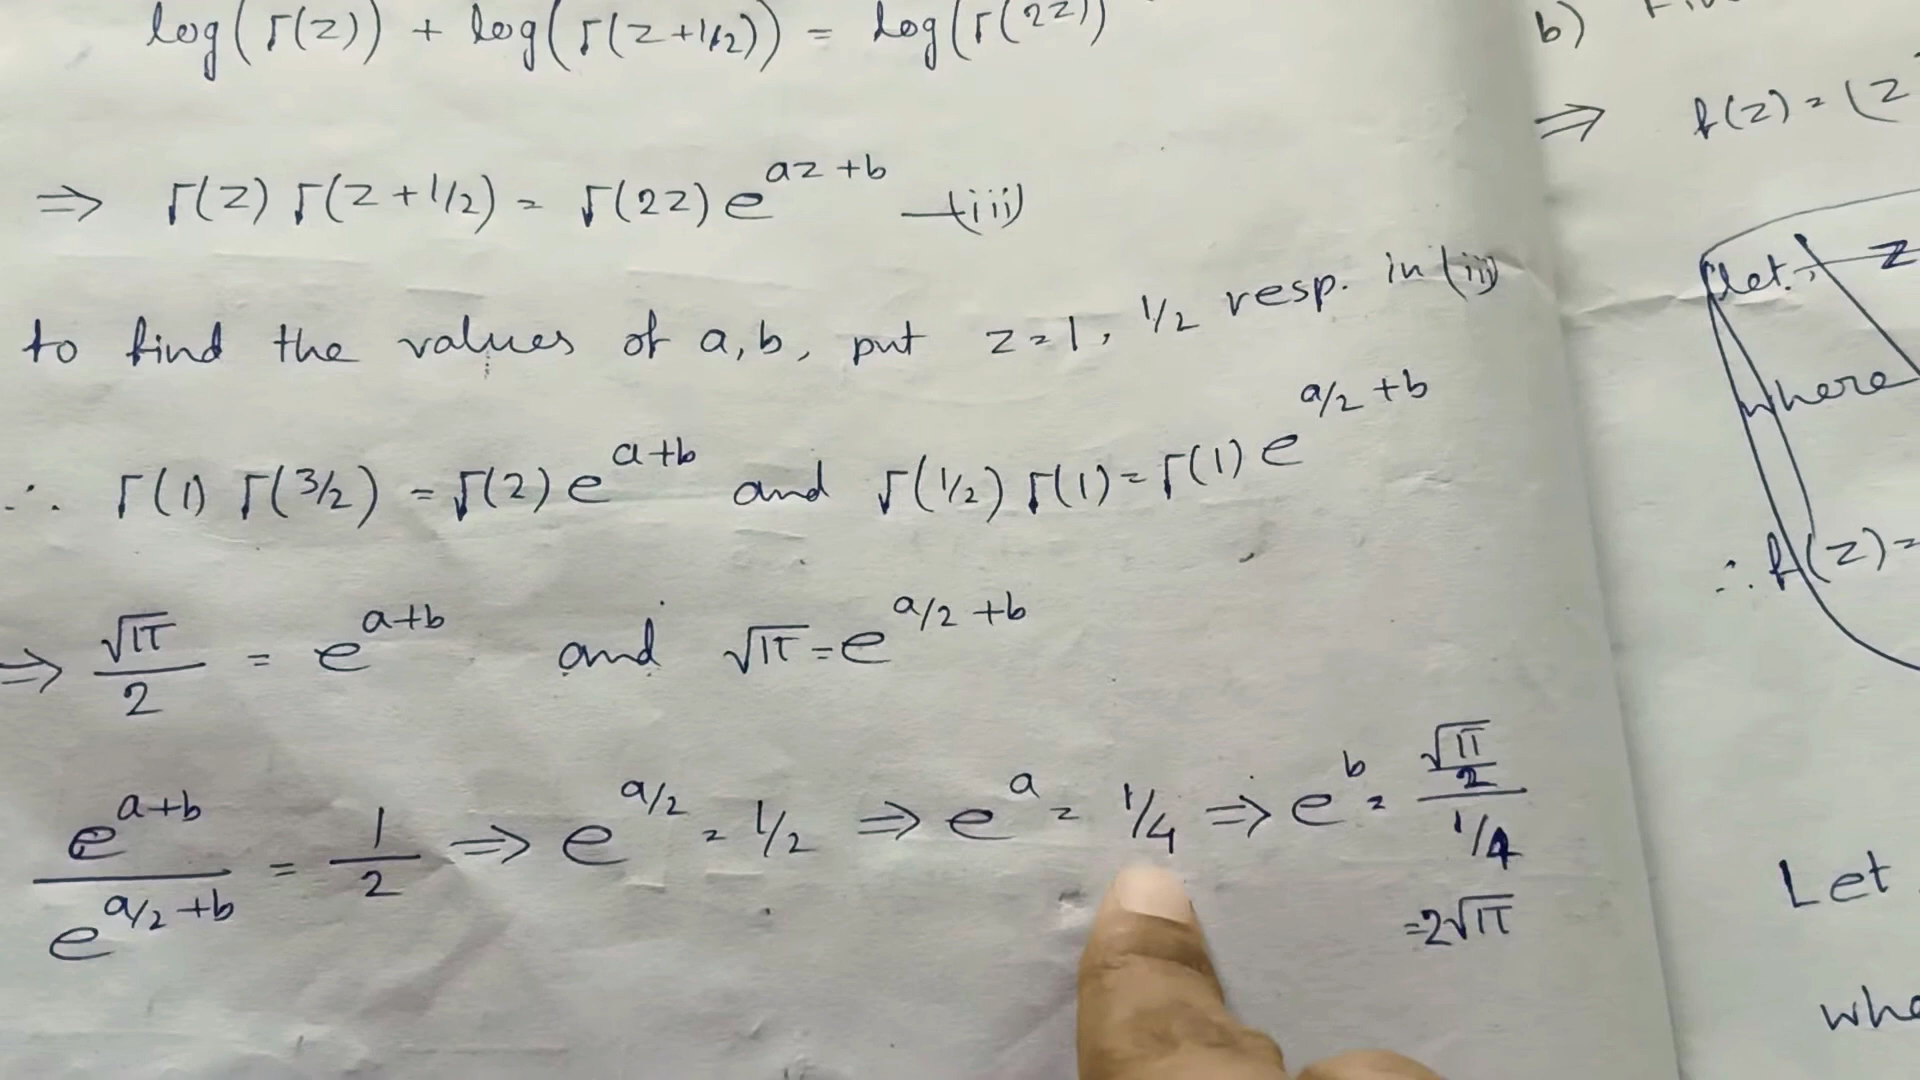 log(Γ(z)) + log(Γ(z+1/2)) = log(Γ(2z))
⇒ Γ(z) Γ(z+1/2) = Γ(2z) e^{az+b} —(iii)
to find the values of a, b, put z=1, 1/2 resp. in (iii)
∴ Γ(1) Γ(3/2) = Γ(2) e^{a+b} and Γ(1/2) Γ(1) = Γ(1) e^{a/2+b}
⇒ √π/2 = e^{a+b} and √π = e^{a/2+b}
e^{a+b}/e^{a/2+b} = 1/2 ⇒ e^{a/2} = 1/2 ⇒ e^a = 1/4 ⇒ e^b = (√π/2)/(1/4)
=2√π
b)
⇒ f(z) = (z
let, z
where
∴ f(z) =
Let